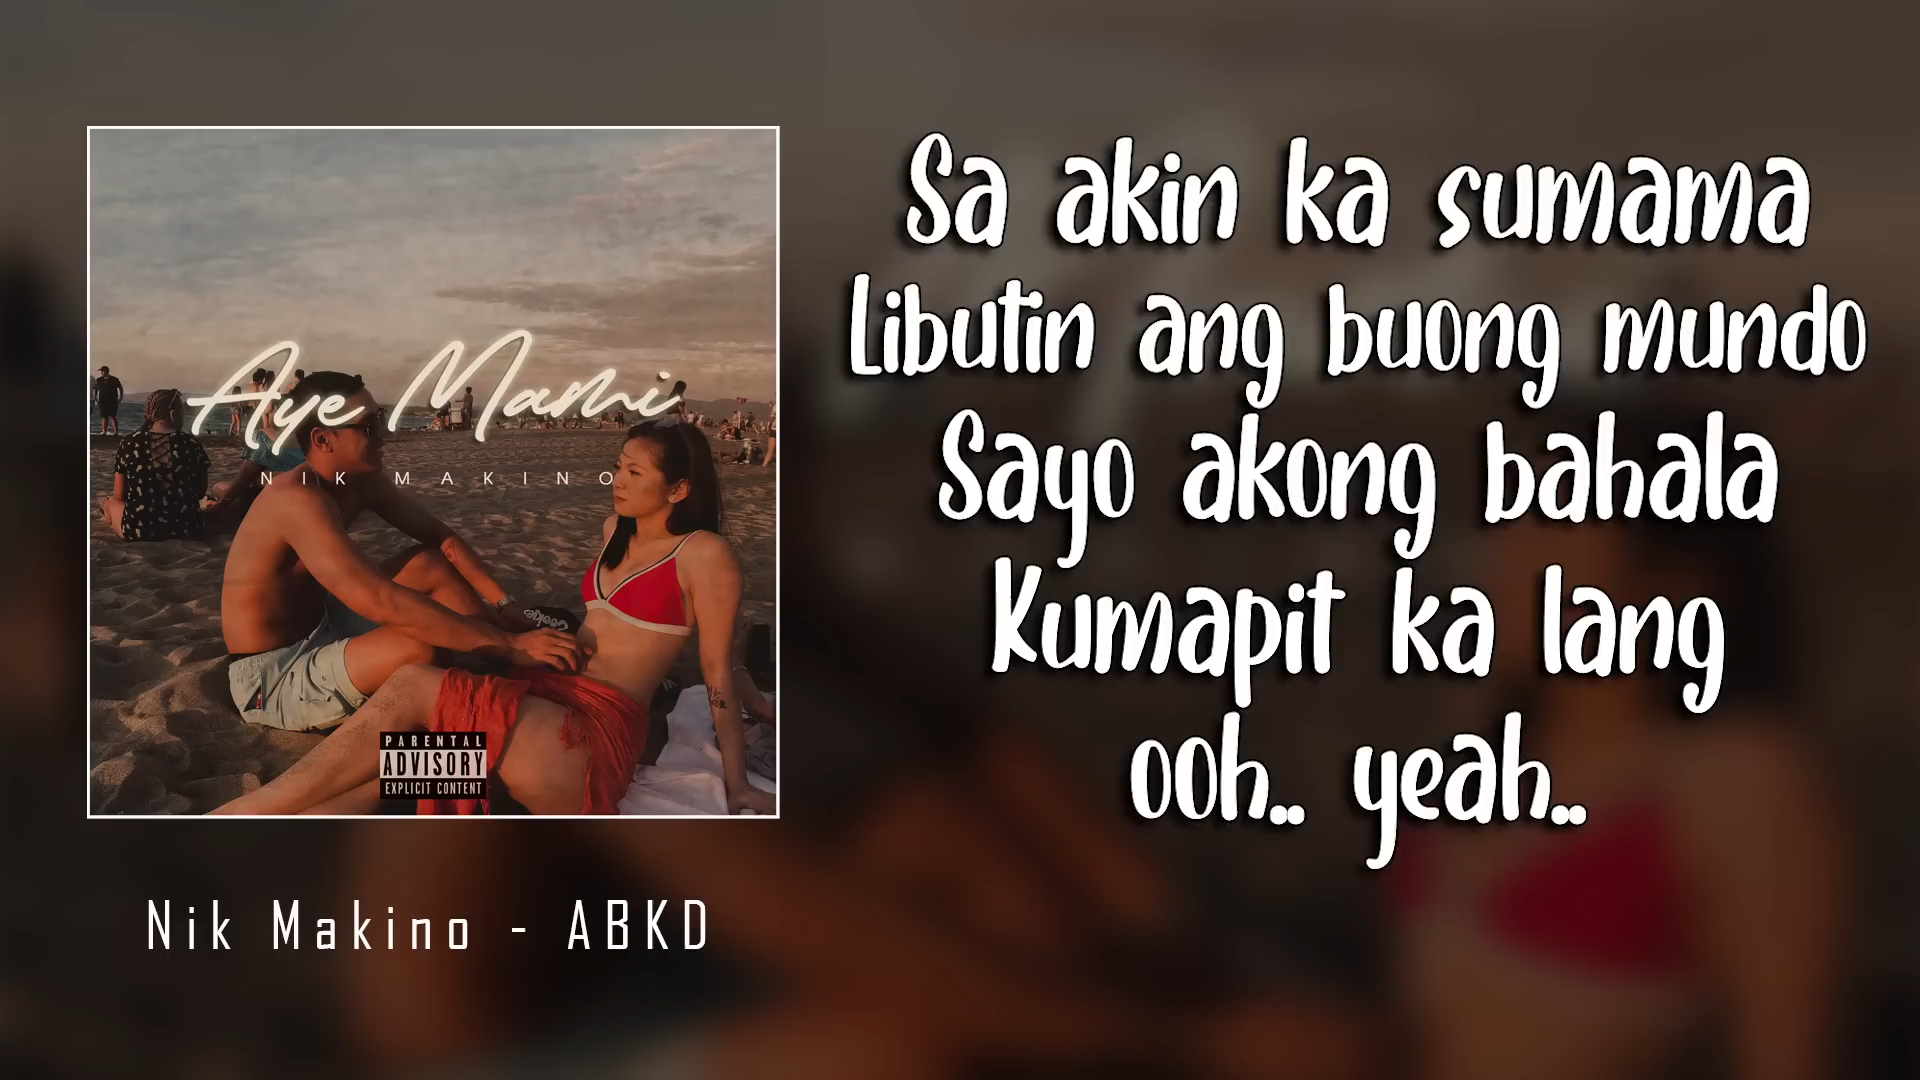 Aye Mami
NIK MAKINO
Cookies
PARENTAL
ADVISORY
EXPLICIT CONTENT
Nik Makino - ABKD
Sa akin ka sumama
Libutin ang buong mundo
Sayo akong bahala
Kumapit ka lang
ooh.. yeah..